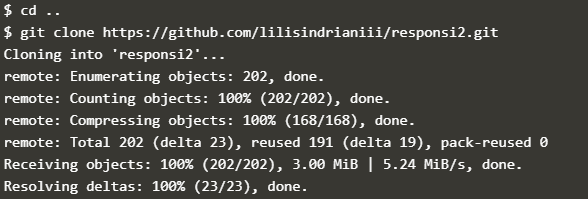 $ cd ..
$ git clone https://github.com/lilisindrianiii/responsi2.git
Cloning into 'responsi2'...
remote: Enumerating objects: 202, done.
remote: Counting objects: 100% (202/202), done.
remote: Compressing objects: 100% (168/168), done.
remote: Total 202 (delta 23), reused 191 (delta 19), pack-reused 0
Receiving objects: 100% (202/202), 3.00 MiB | 5.24 MiB/s, done.
Resolving deltas: 100% (23/23), done.